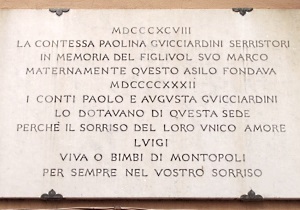 MDCCCXCVIII
LA CONTESSA PAOLINA GVICCIARDINI SERRISTORI
IN MEMORIA DEL FIGLIVOL SVO MARCO
MATERNAMENTE QVESTO ASILO FONDAVA
MDCCCCXXXII
I CONTI PAOLO E AVGVSTA GVICCIARDINI
LO DOTAVANO DI QVESTA SEDE
PERCHÈ IL SORRISO DEL LORO VNICO AMORE
LVIGI
VIVA O BIMBI DI MONTOPOLI
PER SEMPRE NEL VOSTRO SORRISO